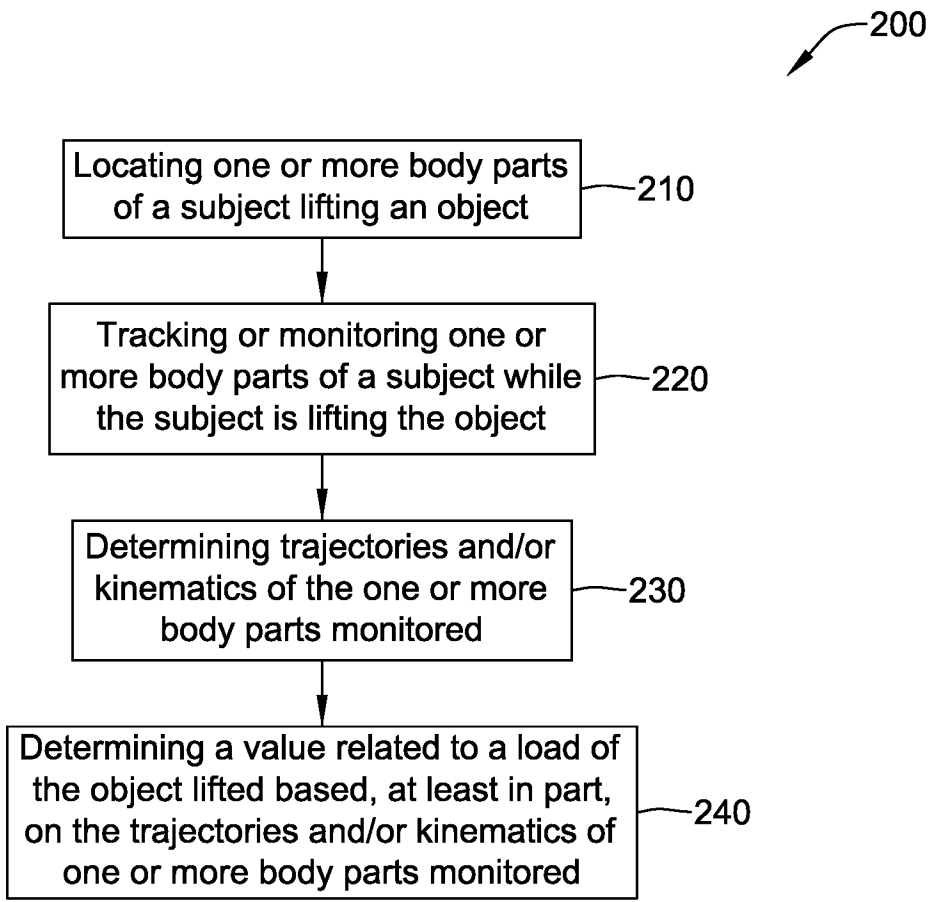 200
Locating one or more body parts
of a subject lifting an object
210
Tracking or monitoring one or
more body parts of a subject while
the subject is lifting the object
220
Determining trajectories and/or
kinematics of the one or more
body parts monitored
230
Determining a value related to a load of
the object lifted based, at least in part,
on the trajectories and/or kinematics of
one or more body parts monitored
240